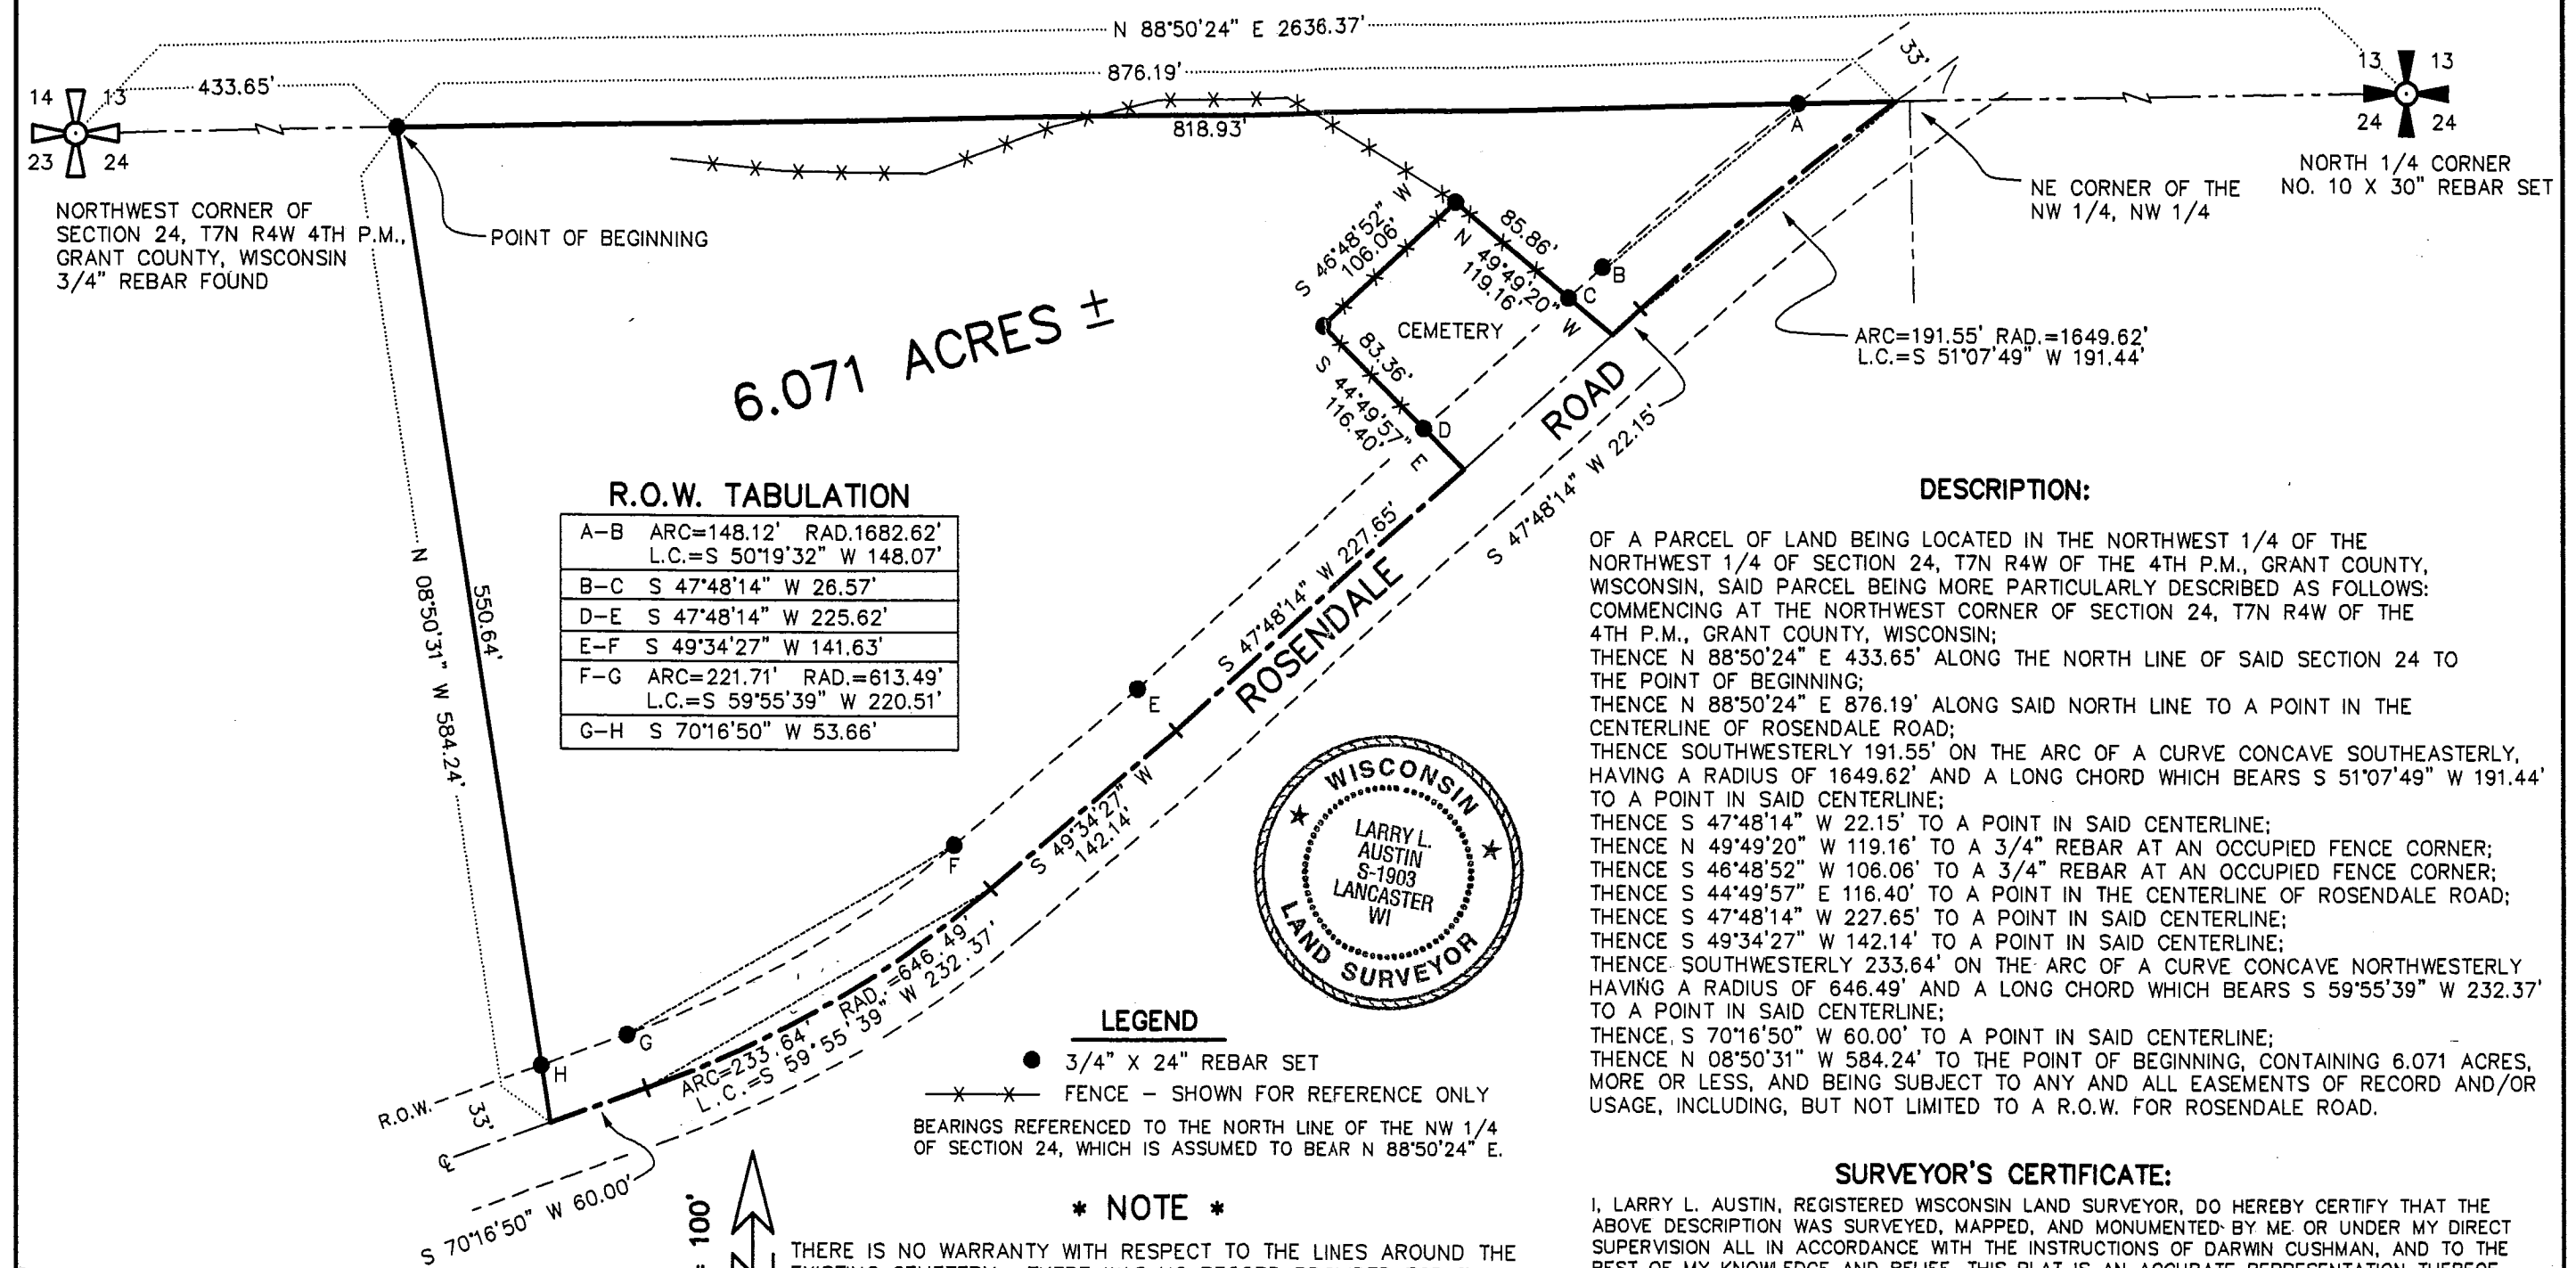 N 88°50'24" E 2636.37'
433.65'
876.19'
33'
14 13
23 24
13 13
24 24
818.93'
A
NORTHWEST CORNER OF
SECTION 24, T7N R4W 4TH P.M.,
GRANT COUNTY, WISCONSIN
3/4" REBAR FOUND
POINT OF BEGINNING
NORTH 1/4 CORNER
NO. 10 X 30" REBAR SET
NE CORNER OF THE
NW 1/4, NW 1/4
S 46°48'52" W
106.06'
85.86'
N 49°49'20" W
119.16'
B
C
CEMETERY
83.36'
S 44°49'57" E
116.40'
D
ARC=191.55' RAD.=1649.62'
L.C.=S 51°07'49" W 191.44'
6.071 ACRES ±
ROAD
S 47°48'14" W 22.15'
R.O.W. TABULATION
A-B ARC=148.12' RAD.1682.62'
L.C.=S 50°19'32" W 148.07'
B-C S 47°48'14" W 26.57'
D-E S 47°48'14" W 225.62'
E-F S 49°34'27" W 141.63'
F-G ARC=221.71' RAD.=613.49'
L.C.=S 59°55'39" W 220.51'
G-H S 70°16'50" W 53.66'
550.64'
N 08°50'31" W 584.24'
S 47°48'14" W 227.65'
ROSENDALE
E
S 49°34'27" W
142.14'
F
G
H
ARC=233.64' RAD.=646.49'
L.C.=S 59°55'39" W 232.37'
R.O.W.
33'
S 70°16'50" W 60.00'
WISCONSIN
LARRY L.
AUSTIN
S-1903
LANCASTER
WI
LAND SURVEYOR
LEGEND
3/4" X 24" REBAR SET
FENCE - SHOWN FOR REFERENCE ONLY
BEARINGS REFERENCED TO THE NORTH LINE OF THE NW 1/4
OF SECTION 24, WHICH IS ASSUMED TO BEAR N 88°50'24" E.
100'
* NOTE *
THERE IS NO WARRANTY WITH RESPECT TO THE LINES AROUND THE
DESCRIPTION:
OF A PARCEL OF LAND BEING LOCATED IN THE NORTHWEST 1/4 OF THE
NORTHWEST 1/4 OF SECTION 24, T7N R4W OF THE 4TH P.M., GRANT COUNTY,
WISCONSIN, SAID PARCEL BEING MORE PARTICULARLY DESCRIBED AS FOLLOWS:
COMMENCING AT THE NORTHWEST CORNER OF SECTION 24, T7N R4W OF THE
4TH P.M., GRANT COUNTY, WISCONSIN;
THENCE N 88°50'24" E 433.65' ALONG THE NORTH LINE OF SAID SECTION 24 TO
THE POINT OF BEGINNING;
THENCE N 88°50'24" E 876.19' ALONG SAID NORTH LINE TO A POINT IN THE
CENTERLINE OF ROSENDALE ROAD;
THENCE SOUTHWESTERLY 191.55' ON THE ARC OF A CURVE CONCAVE SOUTHEASTERLY,
HAVING A RADIUS OF 1649.62' AND A LONG CHORD WHICH BEARS S 51°07'49" W 191.44'
TO A POINT IN SAID CENTERLINE;
THENCE S 47°48'14" W 22.15' TO A POINT IN SAID CENTERLINE;
THENCE N 49°49'20" W 119.16' TO A 3/4" REBAR AT AN OCCUPIED FENCE CORNER;
THENCE S 46°48'52" W 106.06' TO A 3/4" REBAR AT AN OCCUPIED FENCE CORNER;
THENCE S 44°49'57" E 116.40' TO A POINT IN THE CENTERLINE OF ROSENDALE ROAD;
THENCE S 47°48'14" W 227.65' TO A POINT IN SAID CENTERLINE;
THENCE S 49°34'27" W 142.14' TO A POINT IN SAID CENTERLINE;
THENCE SOUTHWESTERLY 233.64' ON THE ARC OF A CURVE CONCAVE NORTHWESTERLY
HAVING A RADIUS OF 646.49' AND A LONG CHORD WHICH BEARS S 59°55'39" W 232.37'
TO A POINT IN SAID CENTERLINE;
THENCE S 70°16'50" W 60.00' TO A POINT IN SAID CENTERLINE;
THENCE N 08°50'31" W 584.24' TO THE POINT OF BEGINNING, CONTAINING 6.071 ACRES,
MORE OR LESS, AND BEING SUBJECT TO ANY AND ALL EASEMENTS OF RECORD AND/OR
USAGE, INCLUDING, BUT NOT LIMITED TO A R.O.W. FOR ROSENDALE ROAD.
SURVEYOR'S CERTIFICATE:
I, LARRY L. AUSTIN, REGISTERED WISCONSIN LAND SURVEYOR, DO HEREBY CERTIFY THAT THE
ABOVE DESCRIPTION WAS SURVEYED, MAPPED, AND MONUMENTED BY ME OR UNDER MY DIRECT
SUPERVISION ALL IN ACCORDANCE WITH THE INSTRUCTIONS OF DARWIN CUSHMAN, AND TO THE
BEST OF MY KNOWLEDGE AND BELIEF, THIS PLAT IS AN ACCURATE REPRESENTATION THEREOF